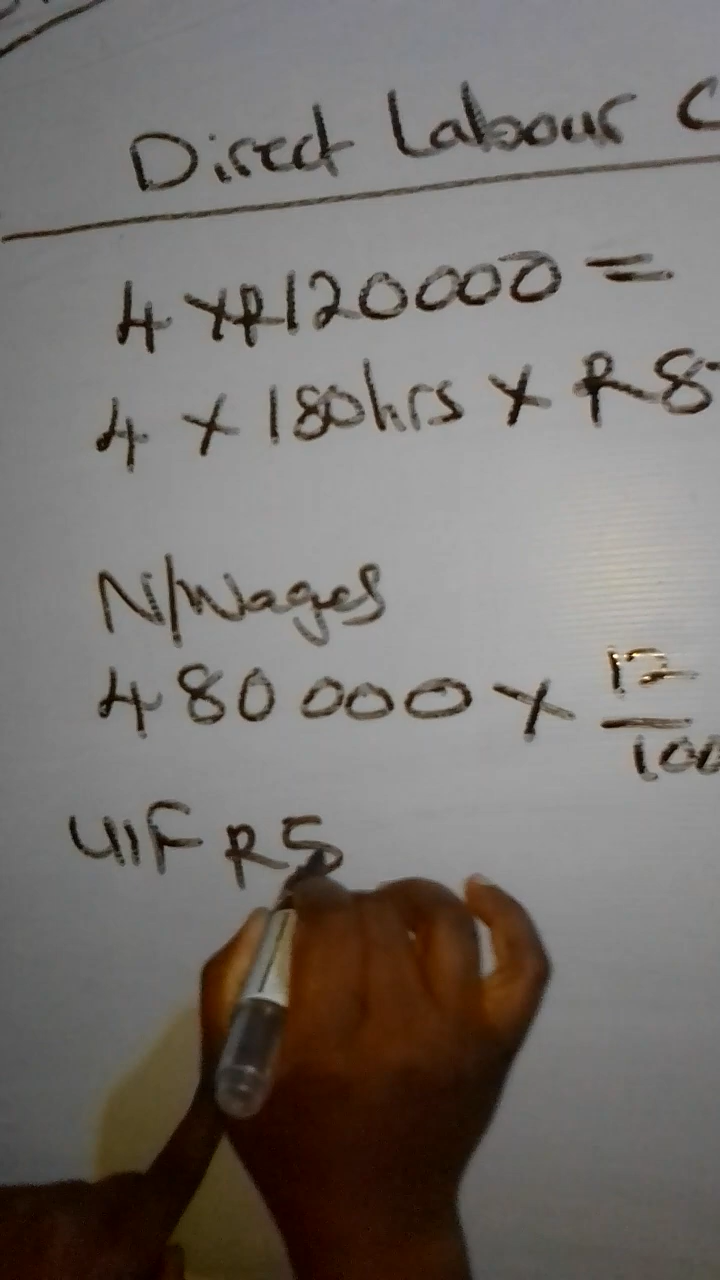 Direct Labour C
4 x R120000 =
4 x 180hrs x R8
N/Wages
480 000 x 12/100
UIF R5